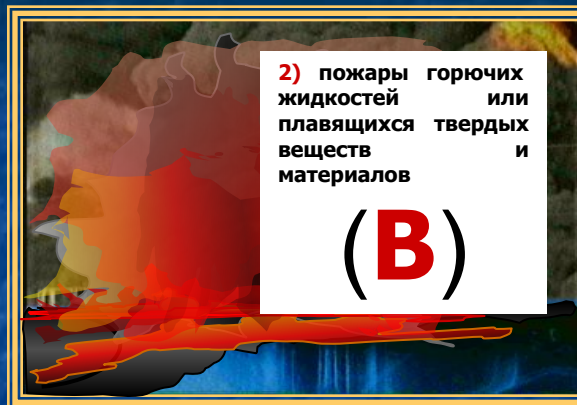 2) пожары горючих
жидкостей или
плавящихся твердых
веществ и
материалов
(В)